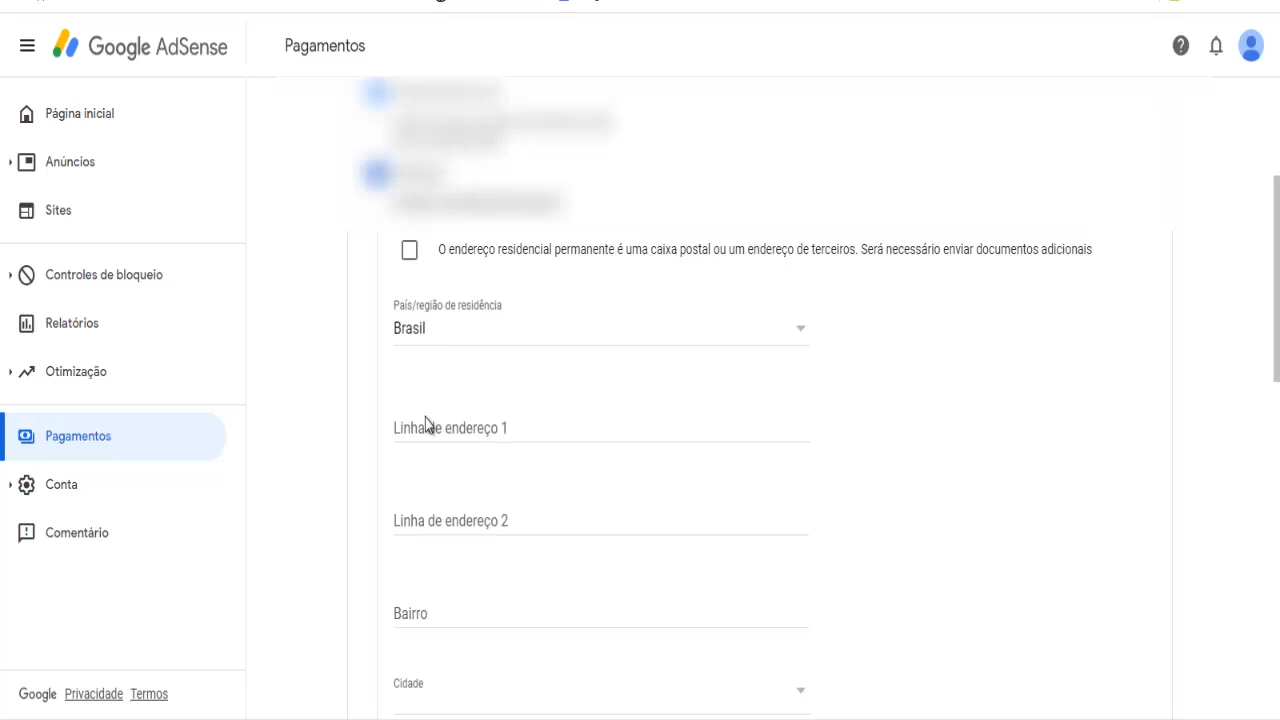 Google AdSense
Pagamentos
Página inicial
Anúncios
Sites
Controles de bloqueio
Relatórios
Otimização
Pagamentos
Conta
Comentário
Google Privacidade Termos
O endereço residencial permanente é uma caixa postal ou um endereço de terceiros. Será necessário enviar documentos adicionais
País/região de residência
Brasil
Linha de endereço 1
Linha de endereço 2
Bairro
Cidade